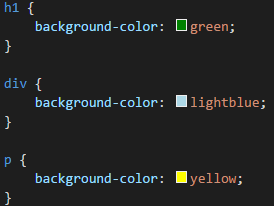 h1 {
    background-color: green;
}
div {
    background-color: lightblue;
}
p {
    background-color: yellow;
}